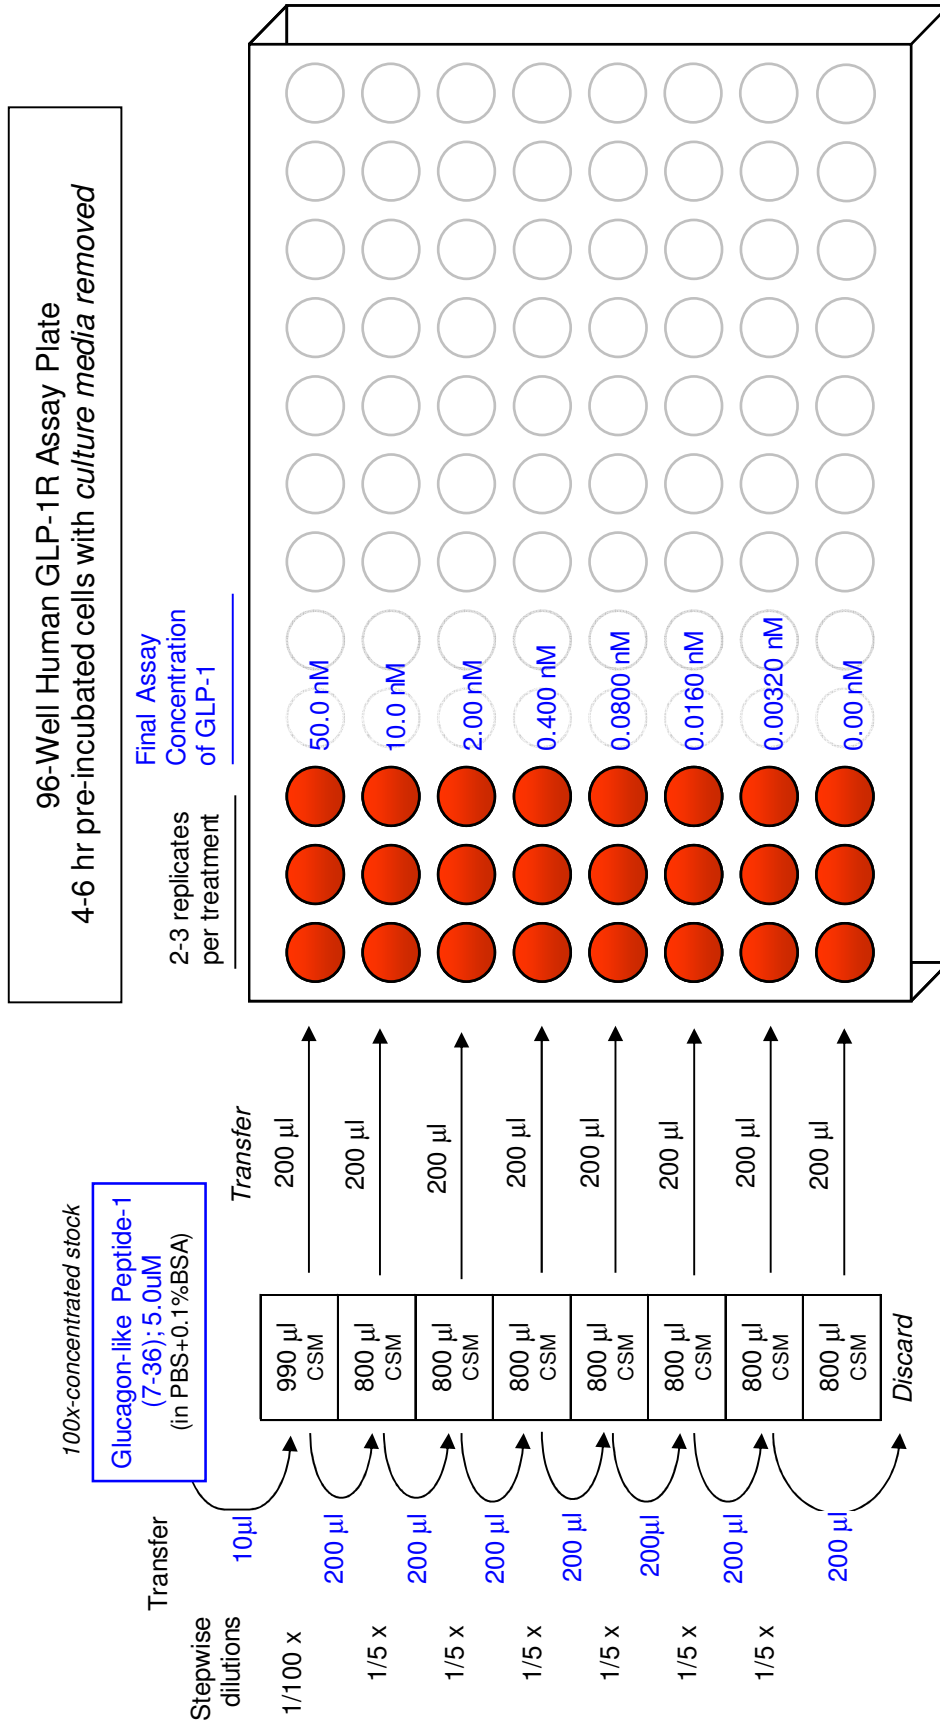 96-Well Human GLP-1R Assay Plate
4-6 hr pre-incubated cells with culture media removed
100x-concentrated stock
Glucagon-like Peptide-1
(7-36); 5.0uM
(in PBS+0.1%BSA)
Transfer
Stepwise
dilutions
1/100 x
1/5 x
1/5 x
1/5 x
1/5 x
1/5 x
1/5 x
10µl
200 µl
200 µl
200 µl
200 µl
200µl
200 µl
200 µl
990 µl
CSM
800 µl
CSM
800 µl
CSM
800 µl
CSM
800 µl
CSM
800 µl
CSM
800 µl
CSM
800 µl
CSM
Discard
Transfer
200 µl
200 µl
200 µl
200 µl
200 µl
200 µl
200 µl
200 µl
2-3 replicates
per treatment
Final Assay
Concentration
of GLP-1
50.0 nM
10.0 nM
2.00 nM
0.400 nM
0.0800 nM
0.0160 nM
0.00320 nM
0.00 nM